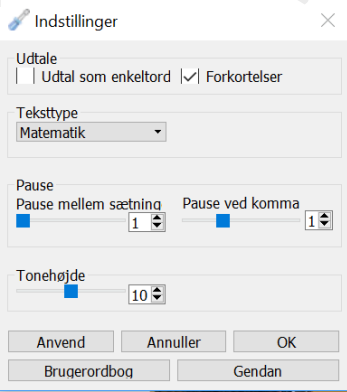 Indstillinger
Udtale
Udtal som enkeltord Forkortelser
Teksttype
Matematik
Pause
Pause mellem sætning Pause ved komma
1 1
Tonehøjde
10
Anvend Annuller OK
Brugerordbog Gendan